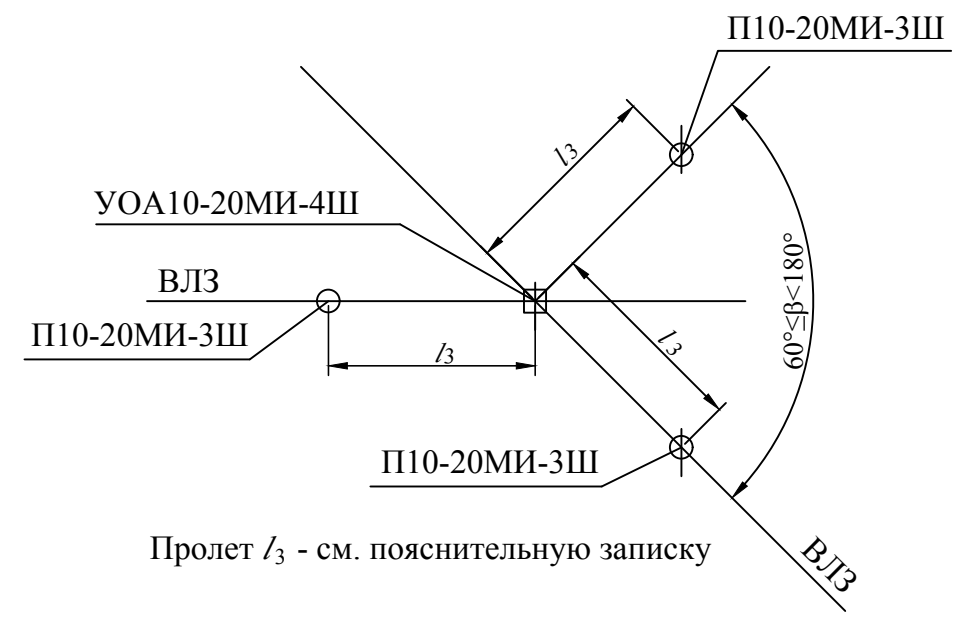 П10-20МИ-3Ш
l3
УОА10-20МИ-4Ш
ВЛЗ
60°≤β<180°
П10-20МИ-3Ш
l3
l3
П10-20МИ-3Ш
Пролет l3 - см. пояснительную записку
ВЛЗ